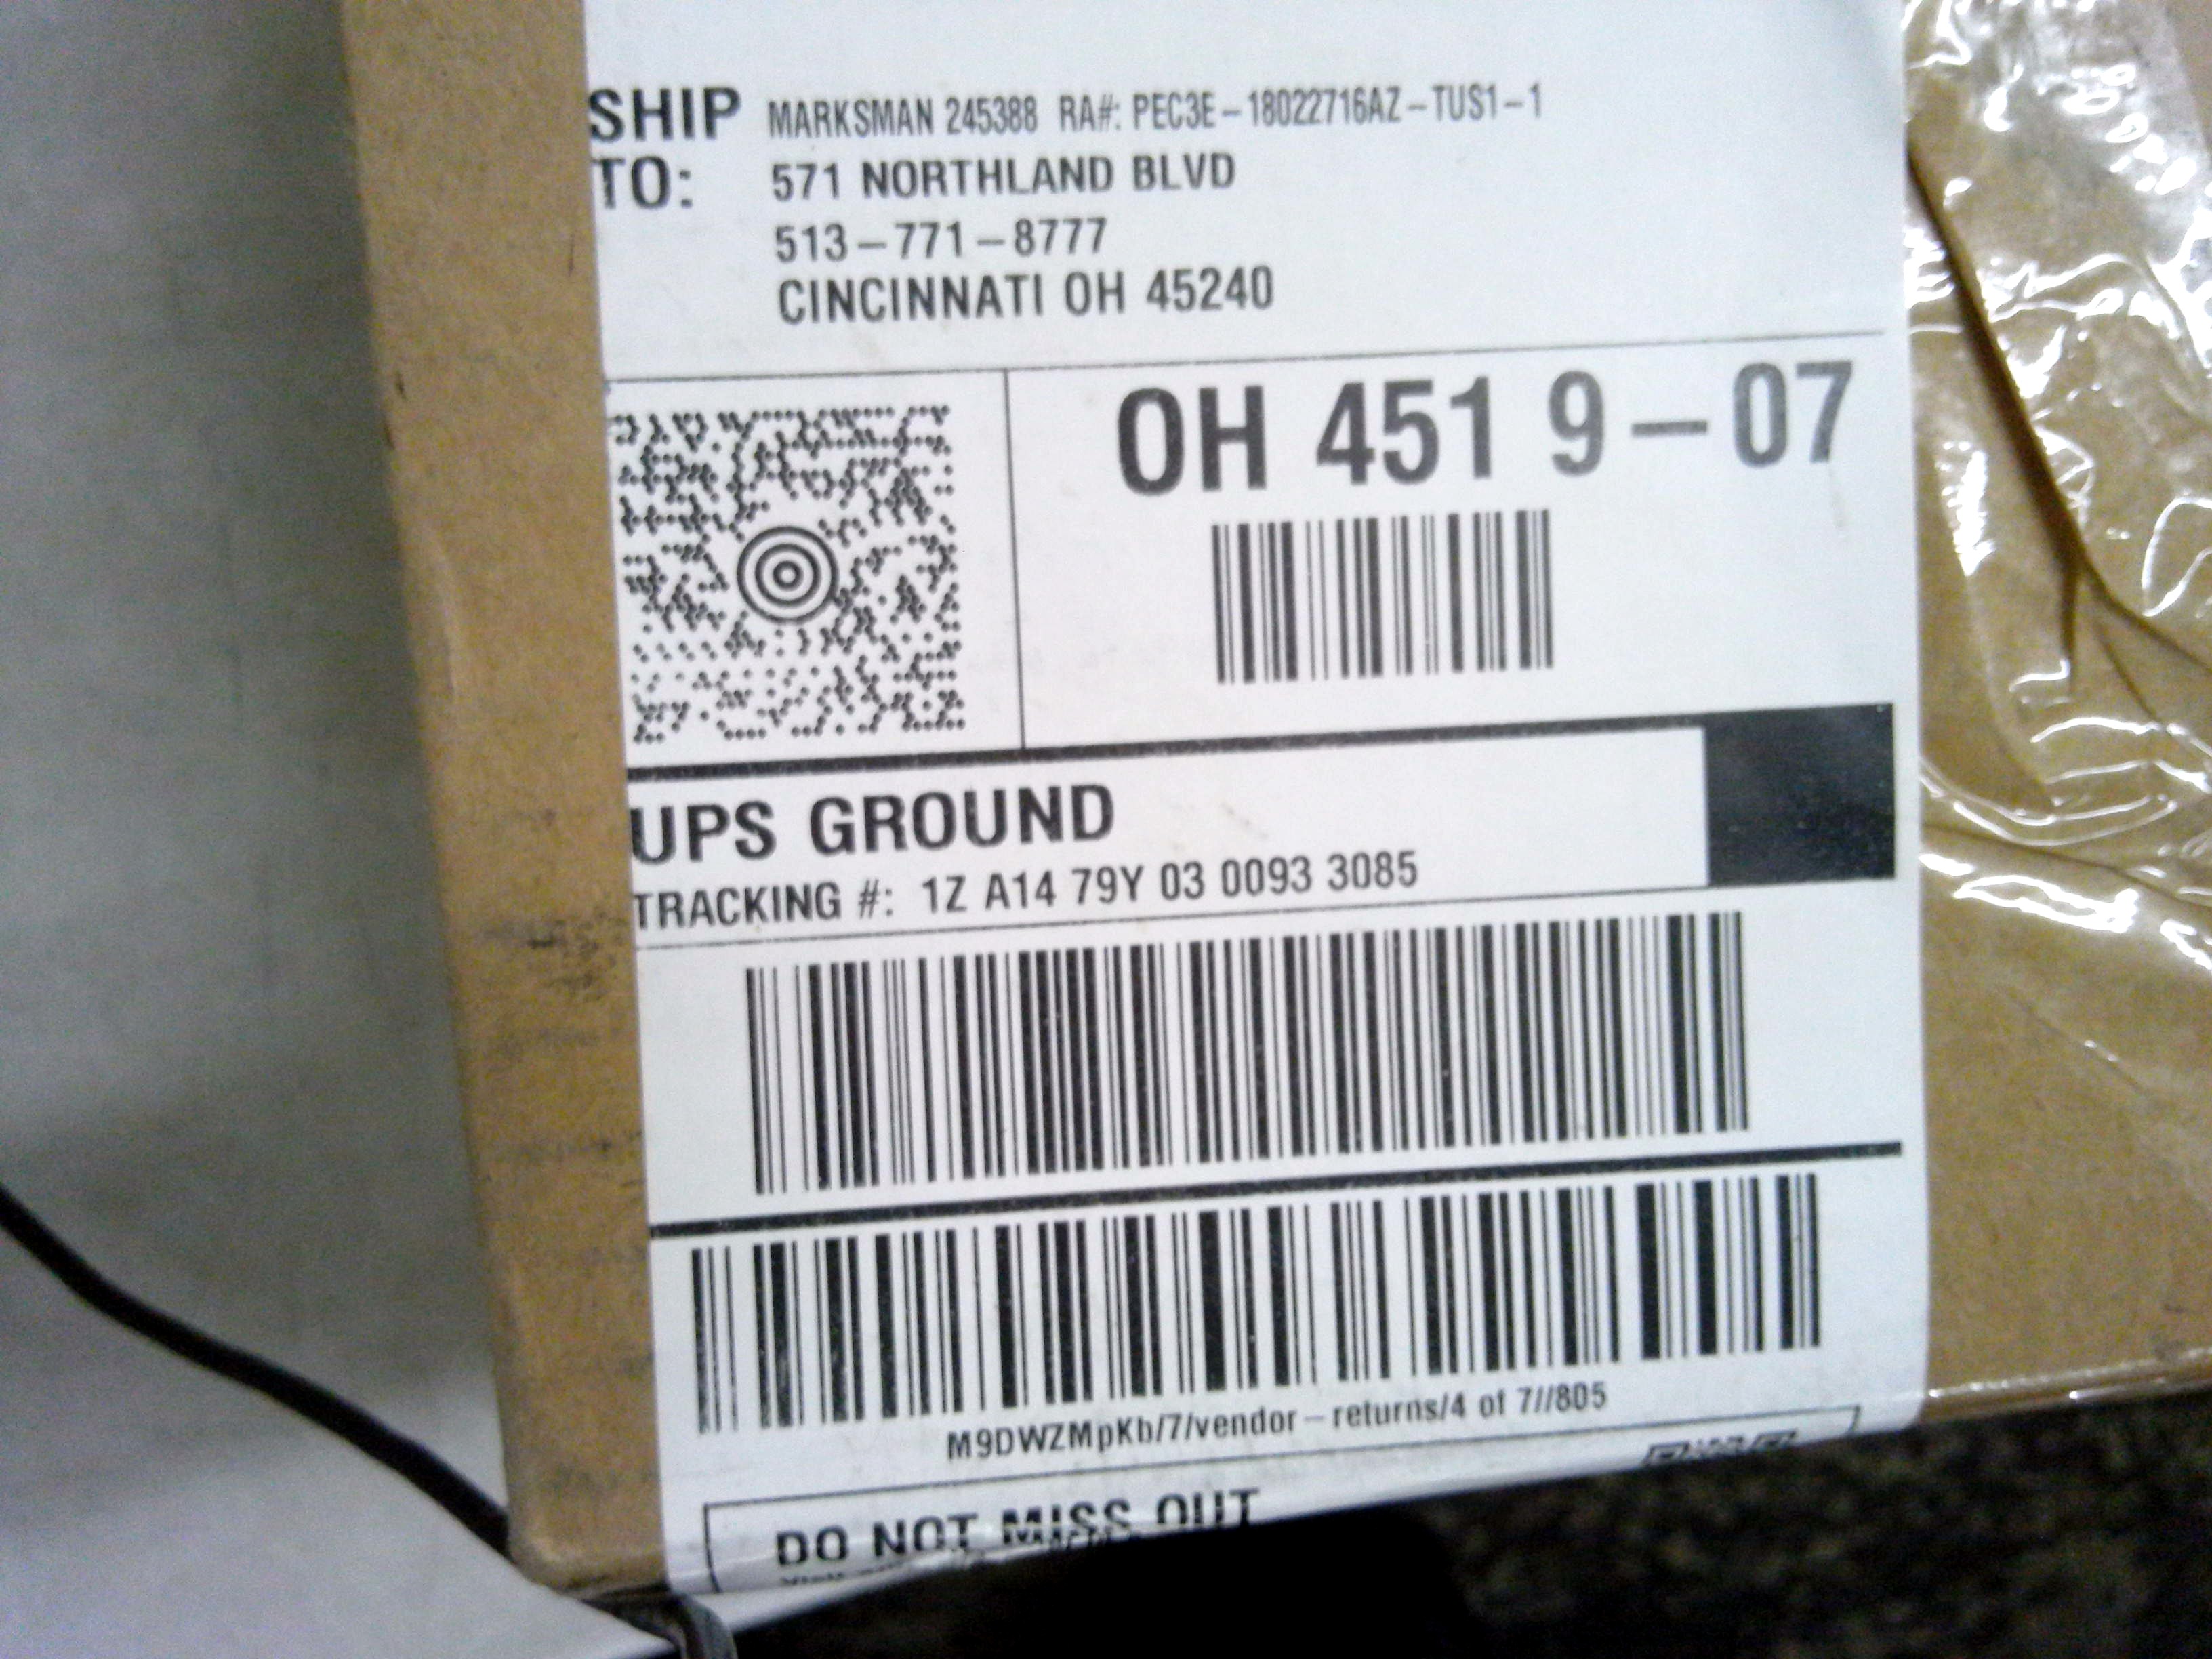 SHIP TO: MARKSMAN 245388 RA#: PEC3E-18022716AZ-TUS1-1
571 NORTHLAND BLVD
513-771-8777
CINCINNATI OH 45240
OH 451 9-07
UPS GROUND
TRACKING #: 1Z A14 79Y 03 0093 3085
M9DWZMpKb/7/vendor-returns/4 of 7//805
DO NOT MISS OUT